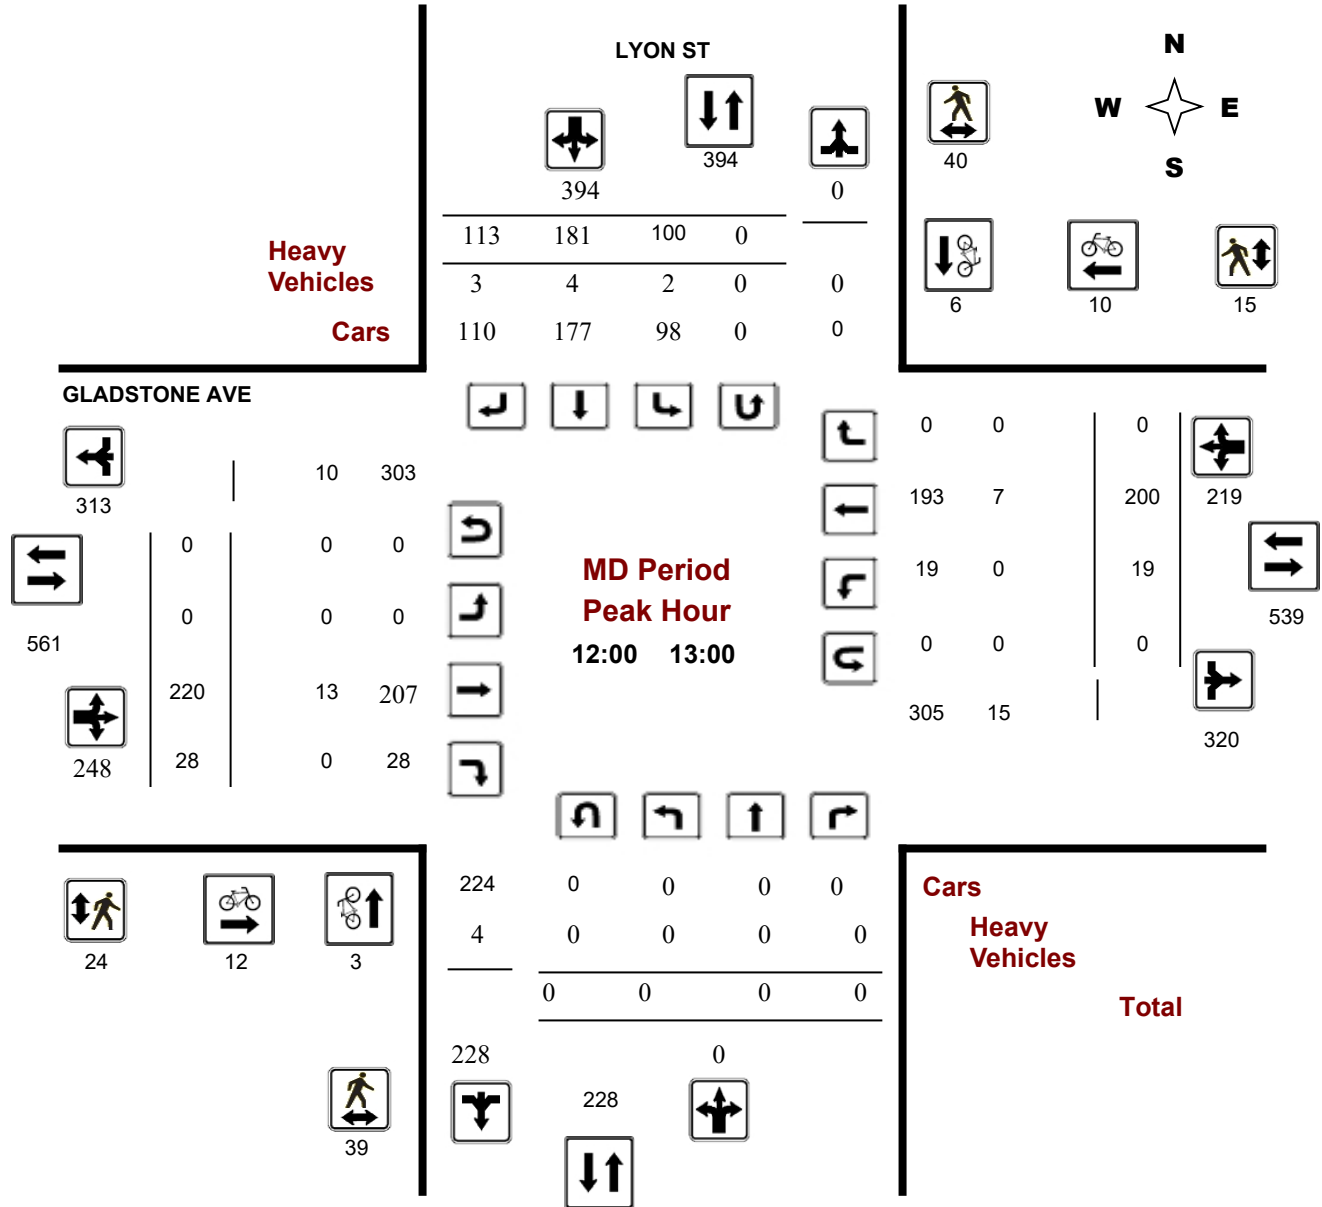 LYON ST
N
W E
S
394
40
394 0
113 181 100 0
Heavy
Vehicles
3 4 2 0 0
6 10 15
Cars
110 177 98 0 0
GLADSTONE AVE
0 0 0
10 303
313
193 7 200 219
0 0 0
MD Period
19 0 19
Peak Hour
0 0 0
539
561
12:00 13:00
0 0 0
220 13 207
305 15
320
248 28 0 28
224 0 0 0 0
Cars
4 0 0 0 0
Heavy
Vehicles
24 12 3
0 0 0 0
Total
228 0
228
39